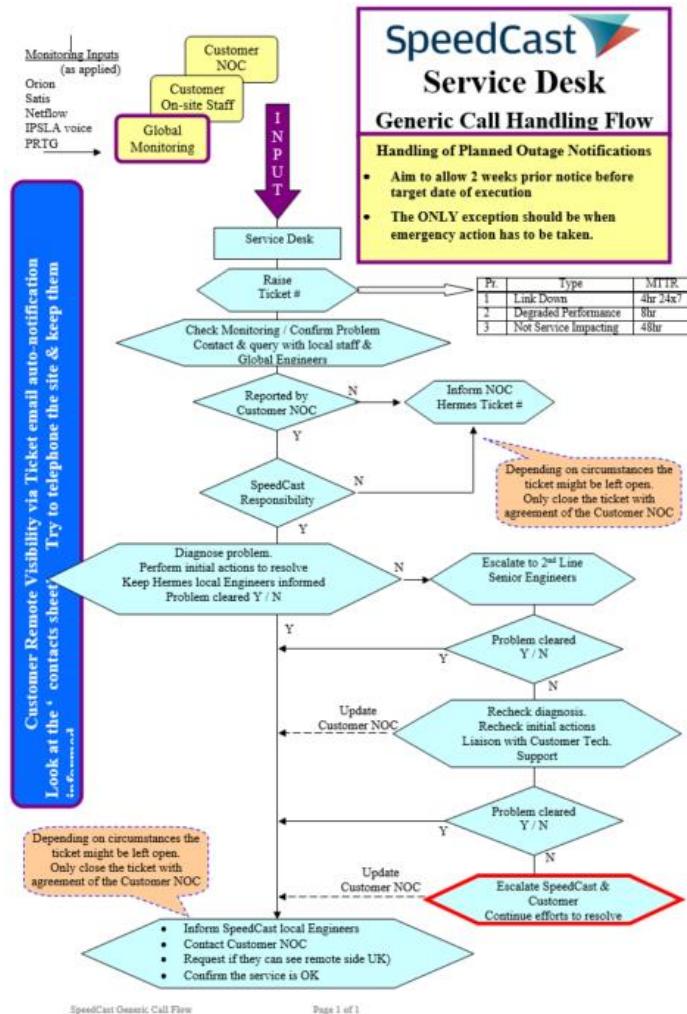 Monitoring Inputs
(as applied)
Orion
Satis
Netflow
IPSLA voice
PRTG
Customer
NOC
Customer
On-site Staff
Global
Monitoring
INPUT
SpeedCast
Service Desk
Generic Call Handling Flow
Handling of Planned Outage Notifications
• Aim to allow 2 weeks prior notice before
target date of execution
• The ONLY exception should be when
emergency action has to be taken.
Service Desk
Raise
Ticket #
Pr. Type MTTR
1 Link Down 4hr 24x7
2 Degraded Performance 8hr
3 Not Service Impacting 48hr
Check Monitoring / Confirm Problem
Contact & query with local staff &
Global Engineers
Reported by
Customer NOC
N
Y
Inform NOC
Hermes Ticket #
Depending on circumstances the
ticket might be left open.
Only close the ticket with
agreement of the Customer NOC
SpeedCast
Responsibility
N
Y
Customer Remote Visibility via Ticket email auto-notification
Look at the ‘ contacts sheet Try to telephone the site & keep them
Diagnose problem.
Perform initial actions to resolve
Keep Hermes local Engineers informed
Problem cleared Y / N
N
Y
Escalate to 2nd Line
Senior Engineers
Problem cleared
Y / N
Y
N
Update
Customer NOC
Recheck diagnosis.
Recheck initial actions
Liaison with Customer Tech.
Support
Problem cleared
Y / N
Y
N
Depending on circumstances the
ticket might be left open.
Only close the ticket with
agreement of the Customer NOC
Update
Customer NOC
Escalate SpeedCast &
Customer
Continue efforts to resolve
• Inform SpeedCast local Engineers
• Contact Customer NOC
• Request if they can see remote side UK)
• Confirm the service is OK
SpeedCast Generic Call Flow Page 1 of 1